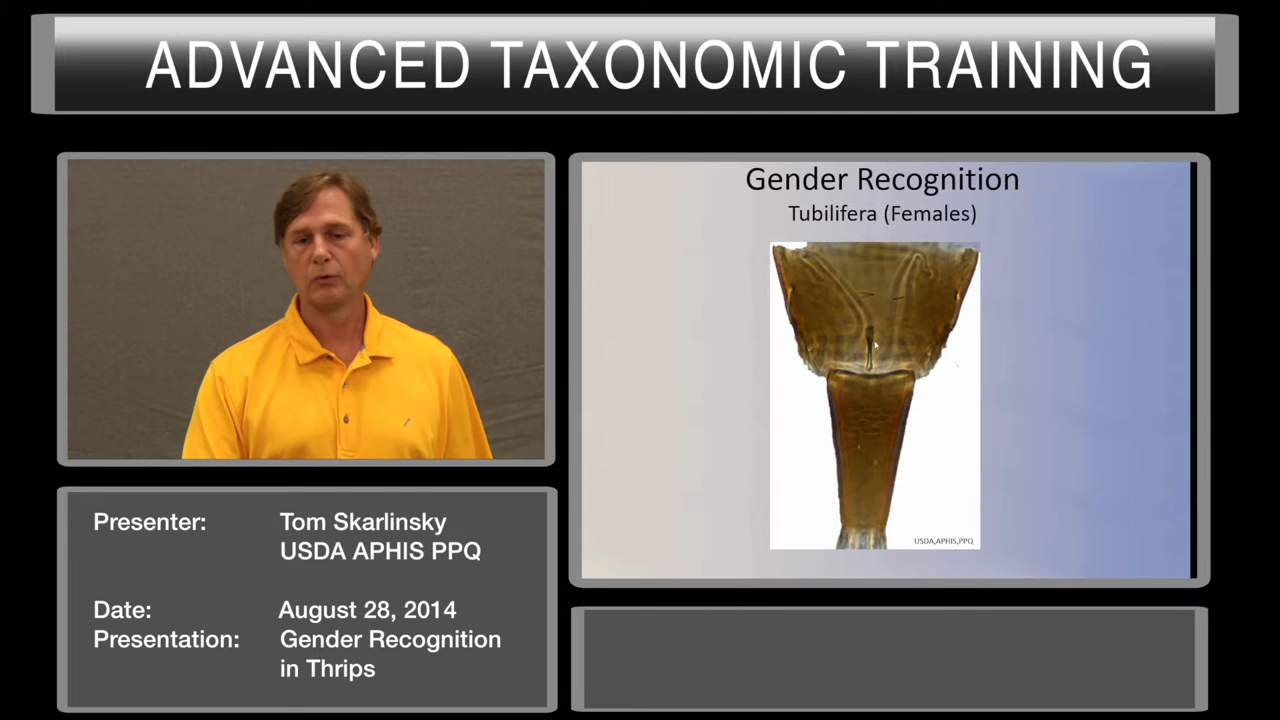 ADVANCED TAXONOMIC TRAINING
Gender Recognition
Tubilifera (Females)
USDA,APHIS,PPQ
Presenter: Tom Skarlinsky
USDA APHIS PPQ
Date: August 28, 2014
Presentation: Gender Recognition
in Thrips